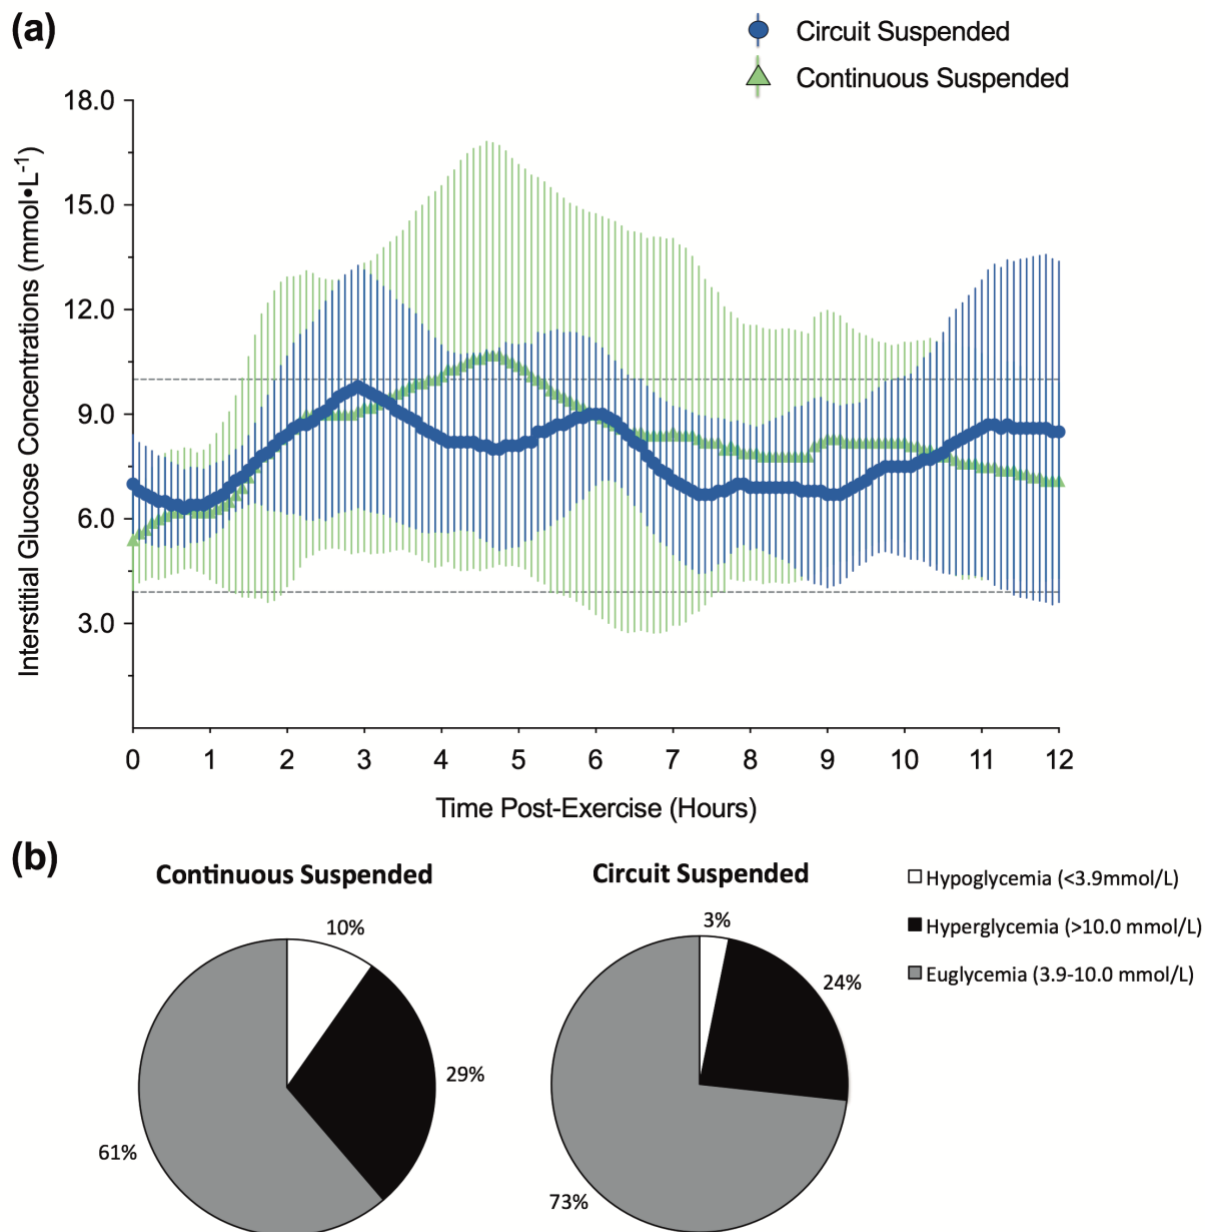 (a)
Circuit Suspended
Continuous Suspended
18.0
15.0
12.0
9.0
6.0
3.0
Interstitial Glucose Concentrations (mmol•L⁻¹)
0 1 2 3 4 5 6 7 8 9 10 11 12
Time Post-Exercise (Hours)
(b)
Continuous Suspended
10%
29%
61%
Circuit Suspended
3%
24%
73%
Hypoglycemia (<3.9mmol/L)
Hyperglycemia (>10.0 mmol/L)
Euglycemia (3.9-10.0 mmol/L)